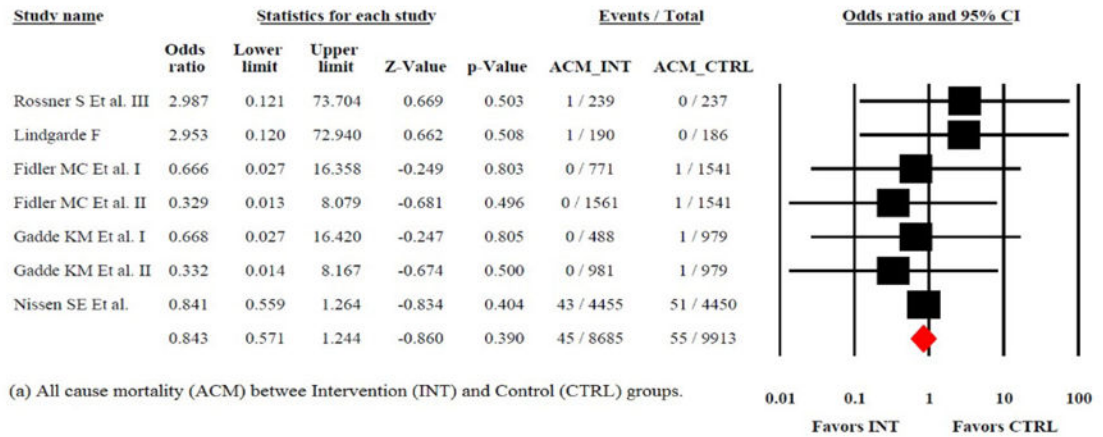 Study name Statistics for each study Events / Total Odds ratio and 95% CI
Odds Lower Upper
ratio limit limit Z-Value p-Value ACM_INT ACM_CTRL
Rossner S Et al. III 2.987 0.121 73.704 0.669 0.503 1 / 239 0 / 237
Lindgarde F 2.953 0.120 72.940 0.662 0.508 1 / 190 0 / 186
Fidler MC Et al. I 0.666 0.027 16.358 -0.249 0.803 0 / 771 1 / 1541
Fidler MC Et al. II 0.329 0.013 8.079 -0.681 0.496 0 / 1561 1 / 1541
Gadde KM Et al. I 0.668 0.027 16.420 -0.247 0.805 0 / 488 1 / 979
Gadde KM Et al. II 0.332 0.014 8.167 -0.674 0.500 0 / 981 1 / 979
Nissen SE Et al. 0.841 0.559 1.264 -0.834 0.404 43 / 4455 51 / 4450
0.843 0.571 1.244 -0.860 0.390 45 / 8685 55 / 9913
(a) All cause mortality (ACM) betwee Intervention (INT) and Control (CTRL) groups.
0.01 0.1 1 10 100
Favors INT Favors CTRL